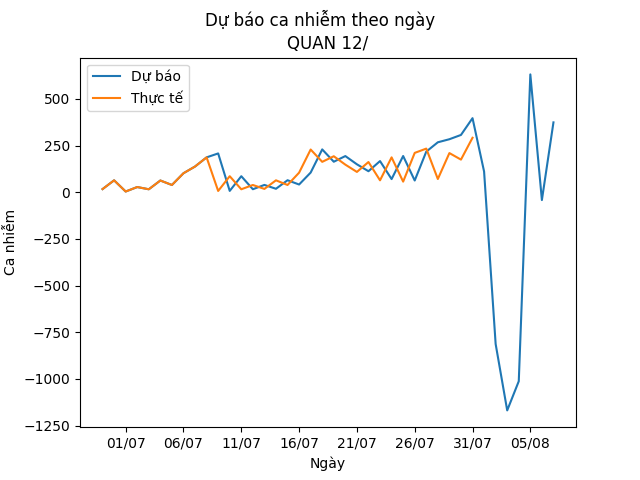 Dự báo ca nhiễm theo ngày
QUAN 12/
Dự báo
Thực tế
500
250
0
−250
−500
−750
−1000
−1250
Ca nhiễm
01/07 06/07 11/07 16/07 21/07 26/07 31/07 05/08
Ngày